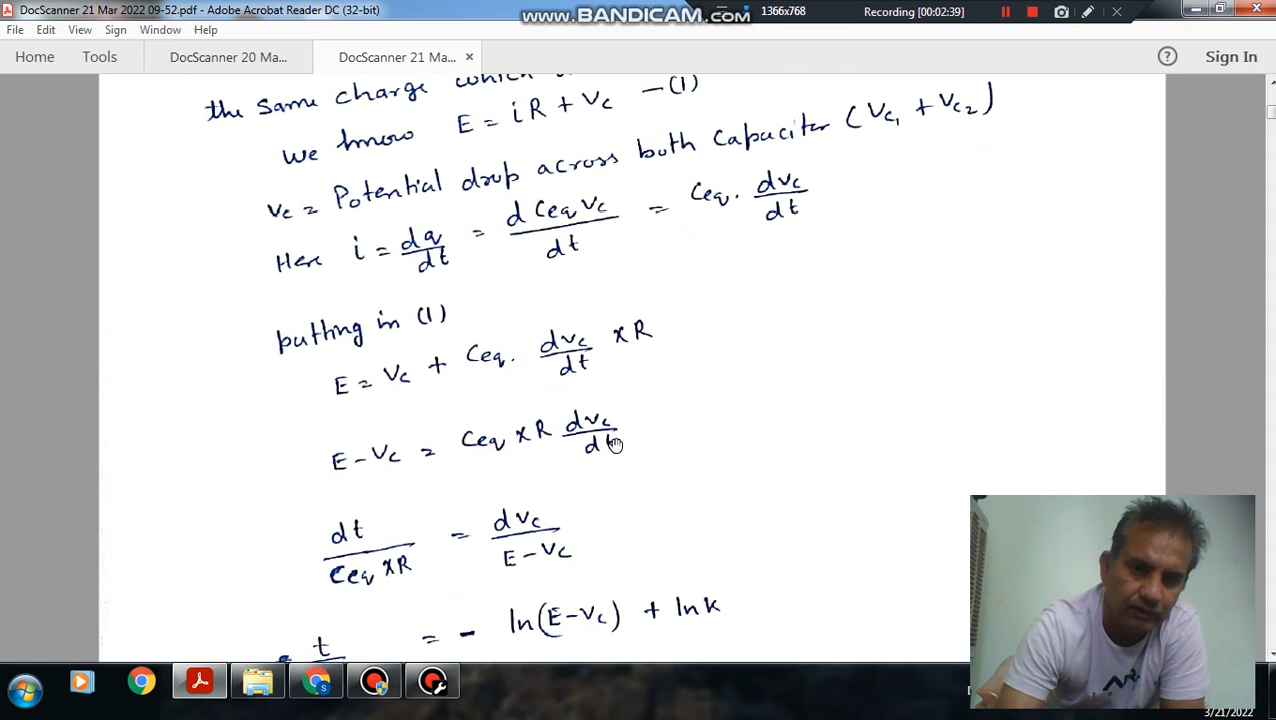 DocScanner 21 Mar 2022 09-52.pdf - Adobe Acrobat Reader DC (32-bit)
www.BANDICAM.com
1366x768
Recording [00:02:39]
File Edit View Sign Window Help
Home Tools DocScanner 20 Ma... DocScanner 21 Ma... × ? Sign In
the same charge which
we know E = iR + Vc —(1)
Vc = Potential drop across both capacitor (Vc1 + Vc2)
Here i = dq/dt = d Ceq Vc/dt = Ceq. dVc/dt
putting in (1)
E = Vc + Ceq. dVc/dt × R
E - Vc = Ceq × R dVc/dt
dt/Ceq × R = dVc/E - Vc
t = - ln(E-Vc) + ln k
3/21/2022